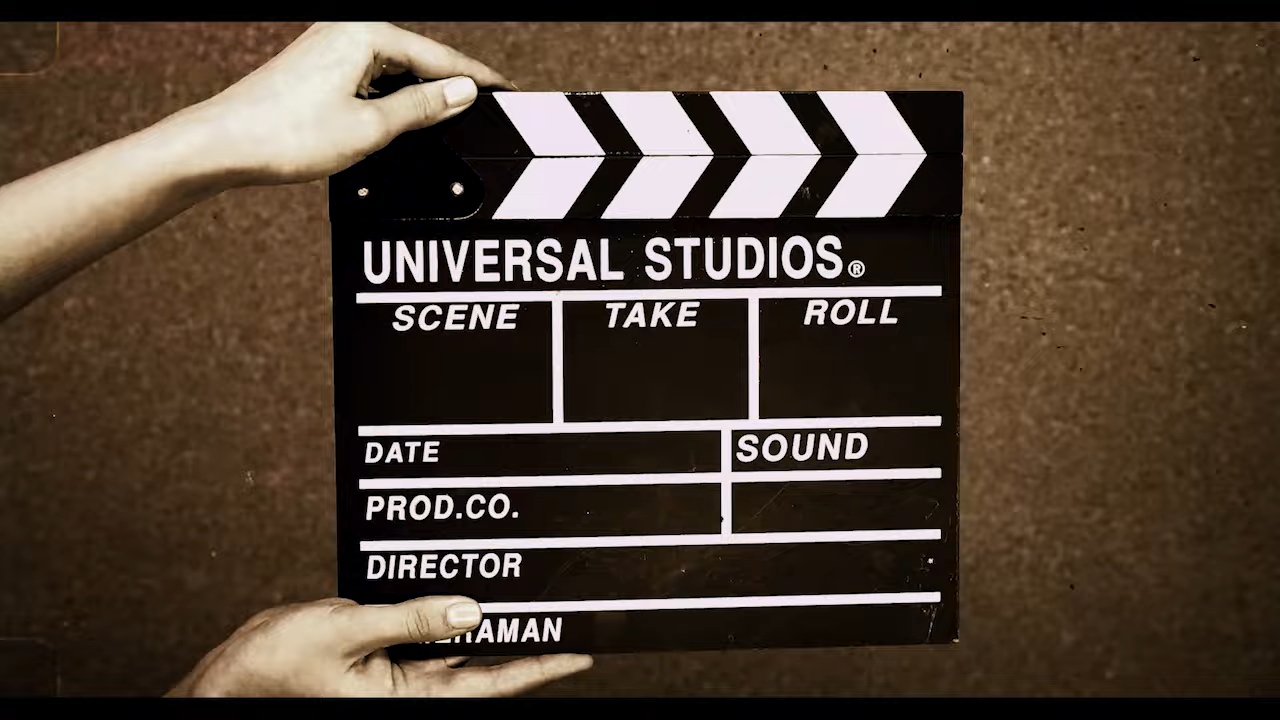 UNIVERSAL STUDIOS®
SCENE TAKE ROLL
DATE SOUND
PROD.CO.
DIRECTOR